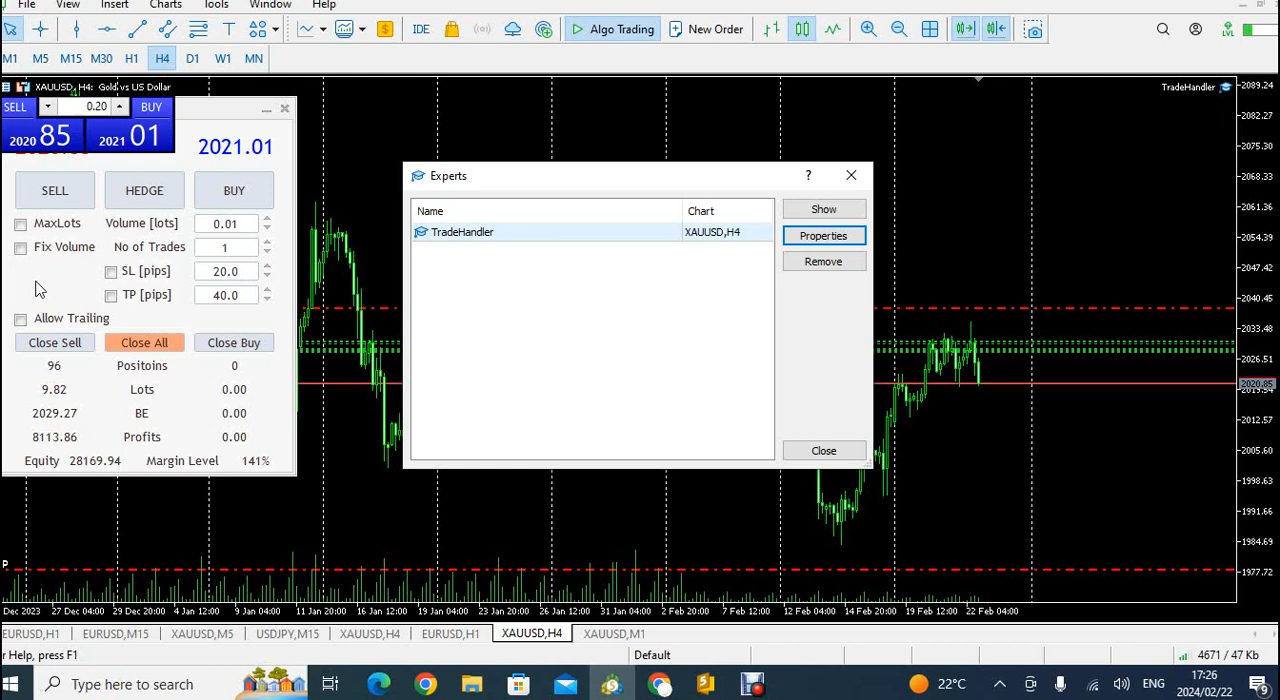 File View Insert Charts Tools Window Help
IDE Algo Trading New Order LVL
M1 M5 M15 M30 H1 H4 D1 W1 MN
XAUUSD, H4: Gold vs US Dollar
TradeHandler
SELL 0.20 BUY
2020 85 2021 01
2021.01
SELL HEDGE BUY
MaxLots Volume [lots] 0.01
Fix Volume No of Trades 1
SL [pips] 20.0
TP [pips] 40.0
Allow Trailing
Close Sell Close All Close Buy
96 Positoins 0
9.82 Lots 0.00
2029.27 BE 0.00
8113.86 Profits 0.00
Equity 28169.94 Margin Level 141%
Experts ?
Name Chart
TradeHandler XAUUSD,H4
Show
Properties
Remove
Close
2089.24
2082.27
2075.30
2068.33
2061.36
2054.39
2047.42
2040.45
2033.48
2026.51
2020.85
2012.57
2005.60
1998.63
1991.66
1984.69
1977.72
Dec 2023 27 Dec 04:00 29 Dec 20:00 4 Jan 12:00 9 Jan 04:00 11 Jan 20:00 16 Jan 12:00 19 Jan 04:00 23 Jan 20:00 26 Jan 12:00 31 Jan 04:00 2 Feb 20:00 7 Feb 12:00 12 Feb 04:00 14 Feb 20:00 19 Feb 12:00 22 Feb 04:00
EURUSD,H1 EURUSD,M15 XAUUSD,M5 USDJPY,M15 XAUUSD,H4 EURUSD,H1 XAUUSD,H4 XAUUSD,M1
r Help, press F1 Default 4671 / 47 Kb
Type here to search 22°C 17:26
2024/02/22 9